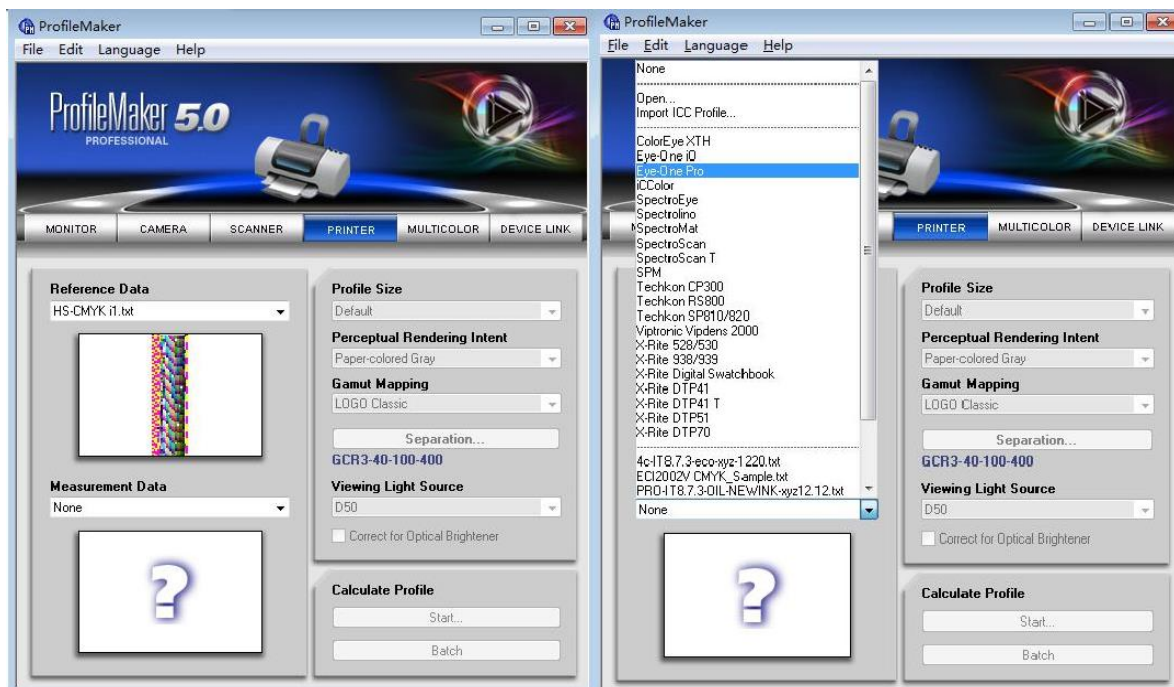 ProfileMaker
File Edit Language Help
ProfileMaker 5.0
PROFESSIONAL
MONITOR CAMERA SCANNER PRINTER MULTICOLOR DEVICE LINK
Reference Data
HS-CMYK i1.txt
Measurement Data
None
Profile Size
Default
Perceptual Rendering Intent
Paper-colored Gray
Gamut Mapping
LOGO Classic
Separation...
GCR3-40-100-400
Viewing Light Source
D50
Correct for Optical Brightener
Calculate Profile
Start...
Batch
ProfileMaker
File Edit Language Help
None
Open...
Import ICC Profile...
ColorEye XTH
Eye-One iO
Eye-One Pro
iCColor
SpectroEye
Spectrolino
SpectroMat
SpectroScan
SpectroScan T
SPM
Techkon CP300
Techkon RS800
Techkon SP810/820
Viptronic Vipdens 2000
X-Rite 528/530
X-Rite 938/939
X-Rite Digital Swatchbook
X-Rite DTP41
X-Rite DTP41 T
X-Rite DTP51
X-Rite DTP70
4c-IT8.7.3-eco-xyz-1220.txt
ECI2002V CMYK_Sample.txt
PRO-IT8.7.3-OIL-NEWINK-xyz12.12.txt
None
PRINTER MULTICOLOR DEVICE LINK
Profile Size
Default
Perceptual Rendering Intent
Paper-colored Gray
Gamut Mapping
LOGO Classic
Separation...
GCR3-40-100-400
Viewing Light Source
D50
Correct for Optical Brightener
Calculate Profile
Start...
Batch